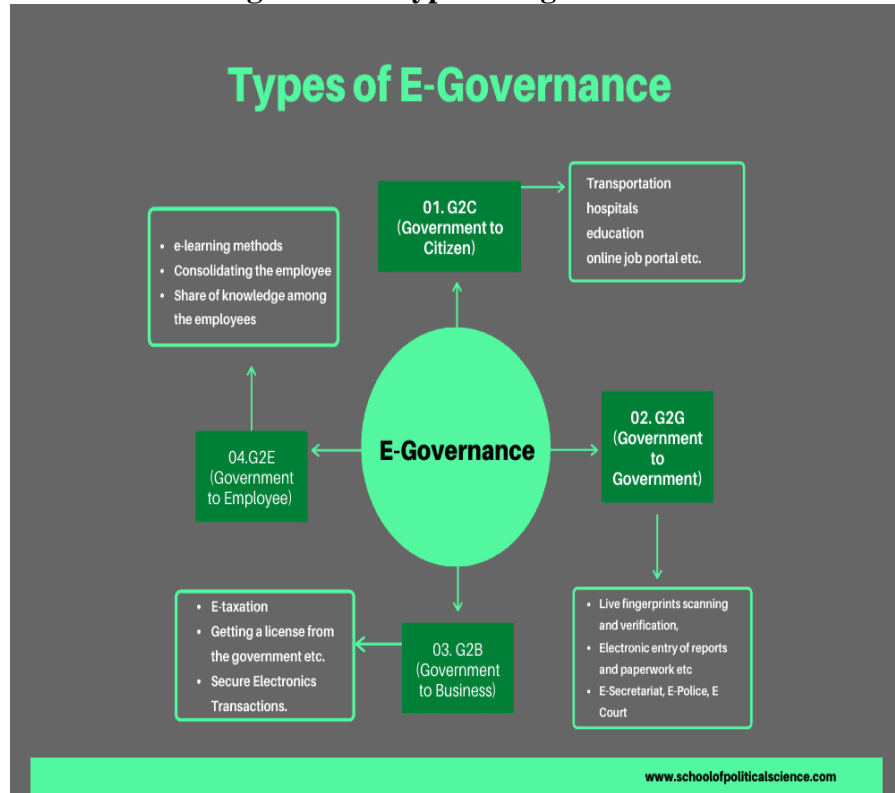 Types of E-Governance
01. G2C
(Government to
Citizen)
Transportation
hospitals
education
online job portal etc.
• e-learning methods
• Consolidating the employee
• Share of knowledge among
the employees
E-Governance
02. G2G
(Government
to
Government)
04.G2E
(Government
to Employee)
• E-taxation
• Getting a license from
the government etc.
• Secure Electronics
Transactions.
03. G2B
(Government
to Business)
• Live fingerprints scanning
and verification,
• Electronic entry of reports
and paperwork etc
• E-Secretariat, E-Police, E
Court
www.schoolofpoliticalscience.com